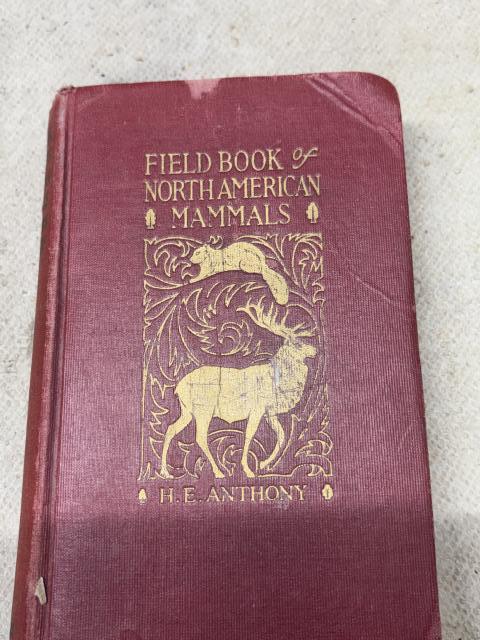 FIELD BOOK of
NORTH AMERICAN
MAMMALS
H. E. ANTHONY